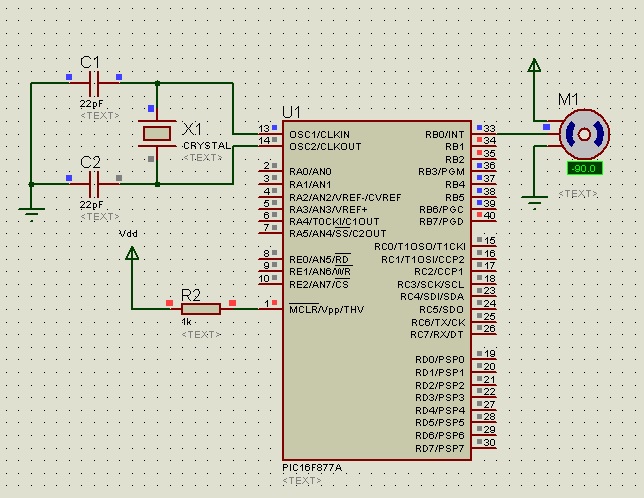 C1
22pF
<TEXT>
X1
CRYSTAL
<TEXT>
C2
22pF
<TEXT>
Vdd
R2
1k
<TEXT>
U1
13 OSC1/CLKIN
14 OSC2/CLKOUT
2 RA0/AN0
3 RA1/AN1
4 RA2/AN2/VREF-/CVREF
5 RA3/AN3/VREF+
6 RA4/T0CKI/C1OUT
7 RA5/AN4/SS/C2OUT
8 RE0/AN5/RD
9 RE1/AN6/WR
10 RE2/AN7/CS
1 MCLR/Vpp/THV
RB0/INT 33
RB1 34
RB2 35
RB3/PGM 36
RB4 37
RB5 38
RB6/PGC 39
RB7/PGD 40
RC0/T1OSO/T1CKI 15
RC1/T1OSI/CCP2 16
RC2/CCP1 17
RC3/SCK/SCL 18
RC4/SDI/SDA 23
RC5/SDO 24
RC6/TX/CK 25
RC7/RX/DT 26
RD0/PSP0 19
RD1/PSP1 20
RD2/PSP2 21
RD3/PSP3 22
RD4/PSP4 27
RD5/PSP5 28
RD6/PSP6 29
RD7/PSP7 30
PIC16F877A
<TEXT>
M1
-90.0
<TEXT>